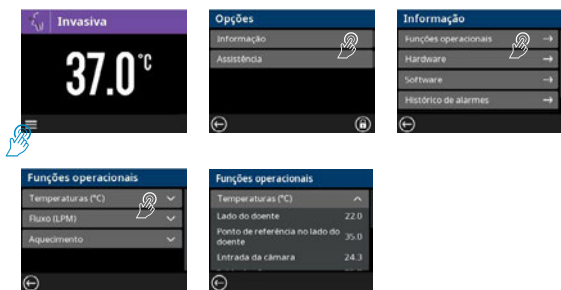 Invasiva
37.0°C
Opções
Informação
Assistência
Informação
Funções operacionais
Hardware
Software
Histórico de alarmes
Funções operacionais
Temperaturas (°C)
Fluxo (LPM)
Aquecimento
Funções operacionais
Temperaturas (°C)
Lado do doente 22.0
Ponto de referência no lado do
doente 35.0
Entrada da câmara 24.3